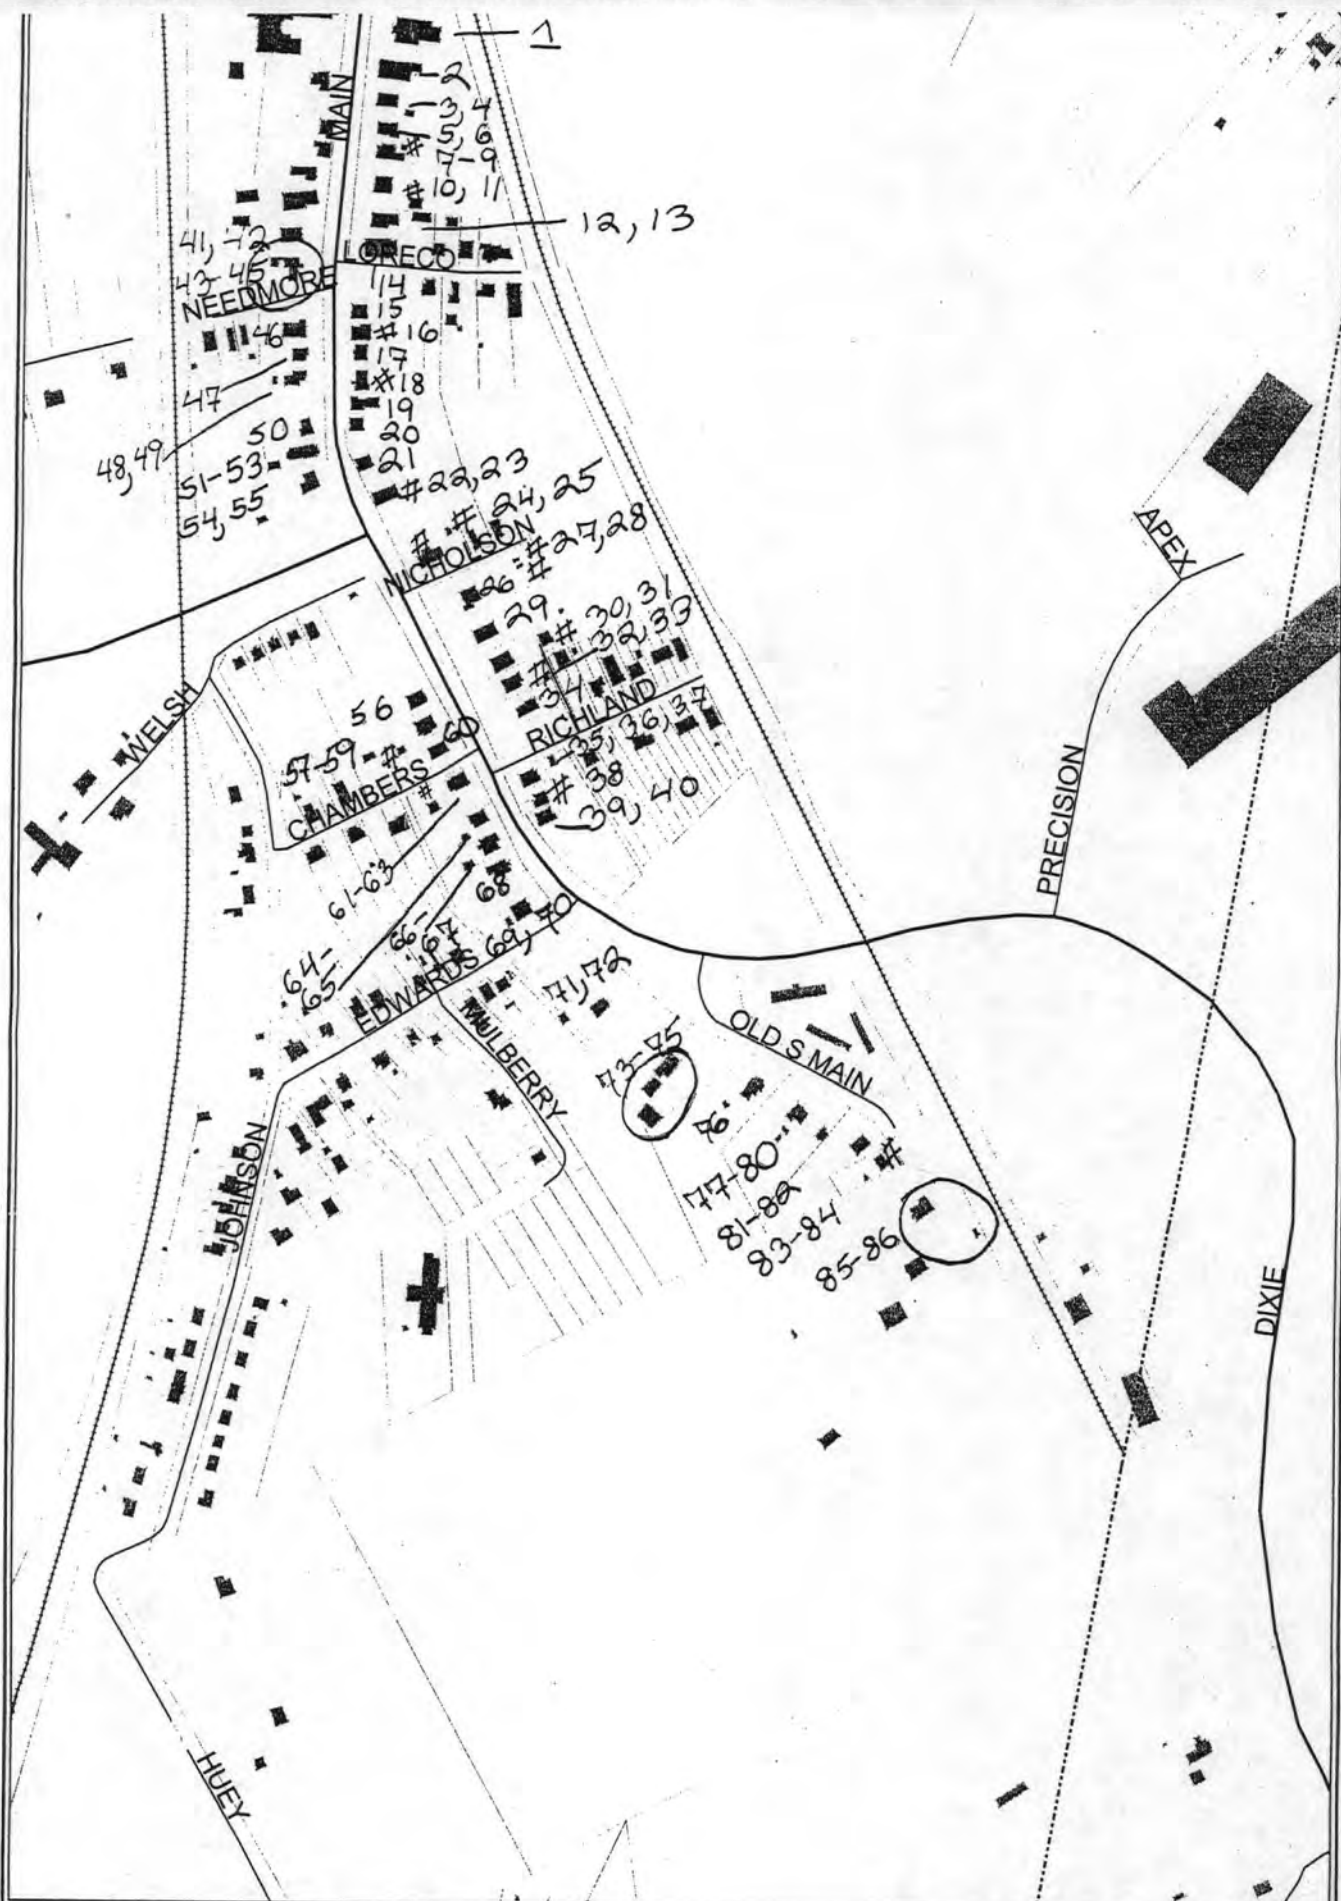 1
MAIN
2
3, 4
5, 6
# 7-9
# 10, 11
12, 13
41, 42
43-45
NEEDMORE
LORECO
14
15
# 16
17
# 18
19
20
21
# 22, 23
46
47
48, 49
50
51-53
54, 55
# # 24, 25
NICHOLSON
# 27, 28
26 #
29
# 30, 31
# 32, 33
34
RICHLAND
35, 36, 37
# 38
39, 40
APEX
PRECISION
WELSH
56
57-59 #
60
CHAMBERS
#
61-63
64-
65
66-
67
68
69, 70
EDWARDS
71, 72
MULBERRY
73-75
OLD S MAIN
76
77-80
#
81-82
83-84
85-86
JOHNSON
DIXIE
HUEY